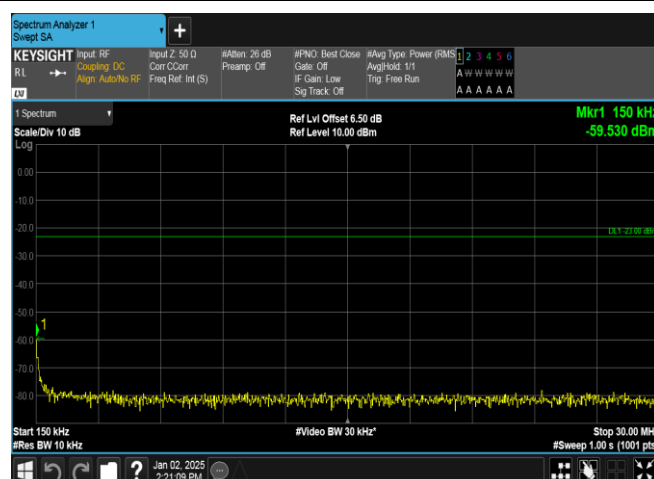 Spectrum Analyzer 1
Swept SA
+
KEYSIGHT
RL
LXI
Input: RF
Coupling: DC
Align: Auto/No RF
Input Z: 50 Ω
Corr CCorr
Freq Ref: Int (S)
#Atten: 26 dB
Preamp: Off
#PNO: Best Close
Gate: Off
IF Gain: Low
Sig Track: Off
#Avg Type: Power (RMS
Avg|Hold: 1/1
Trig: Free Run
1 2 3 4 5 6
A W W W W W
A A A A A A
1 Spectrum
Scale/Div 10 dB
Log
Ref Lvl Offset 6.50 dB
Ref Level 10.00 dBm
Mkr1 150 kHz
-59.530 dBm
0.00
-10.0
-20.0
DL1 -23.00 dBm
-30.0
-40.0
-50.0
1
-60.0
-70.0
-80.0
Start 150 kHz
#Res BW 10 kHz
#Video BW 30 kHz*
Stop 30.00 MH
#Sweep 1.00 s (1001 pts
?
Jan 02, 2025
2:21:09 PM